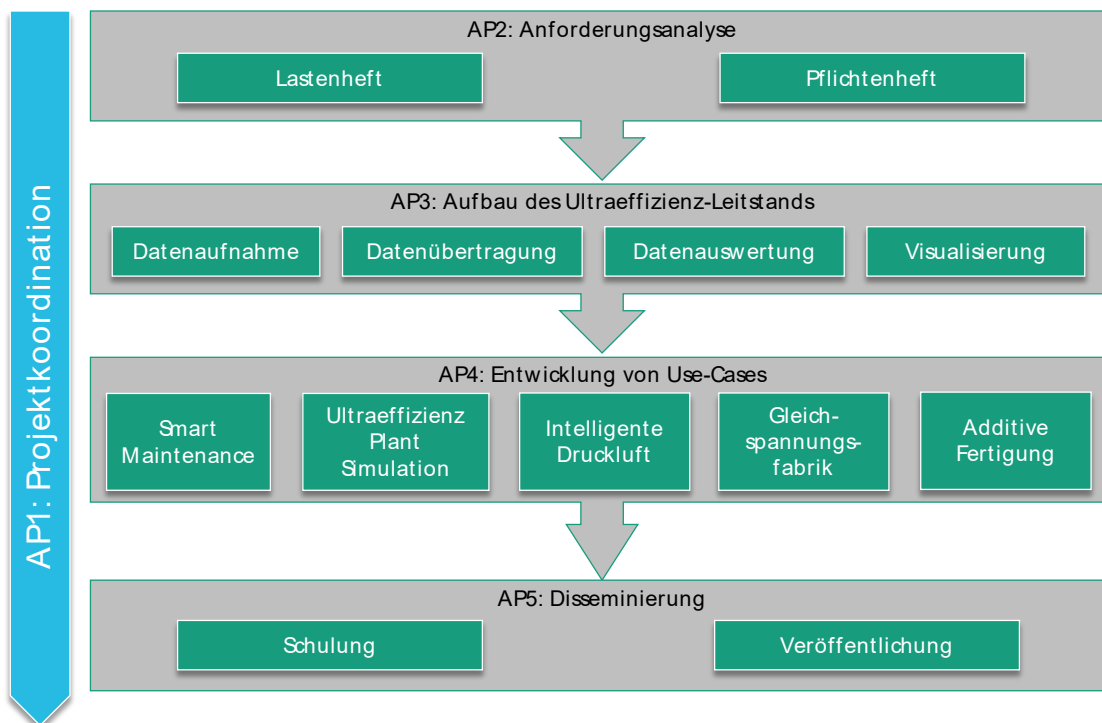 AP1: Projektkoordination
AP2: Anforderungsanalyse
Lastenheft
Pflichtenheft
AP3: Aufbau des Ultraeffizienz-Leitstands
Datenaufnahme
Datenübertragung
Datenauswertung
Visualisierung
AP4: Entwicklung von Use-Cases
Smart
Maintenance
Ultraeffizienz
Plant
Simulation
Intelligente
Druckluft
Gleich-
spannungs-
fabrik
Additive
Fertigung
AP5: Disseminierung
Schulung
Veröffentlichung